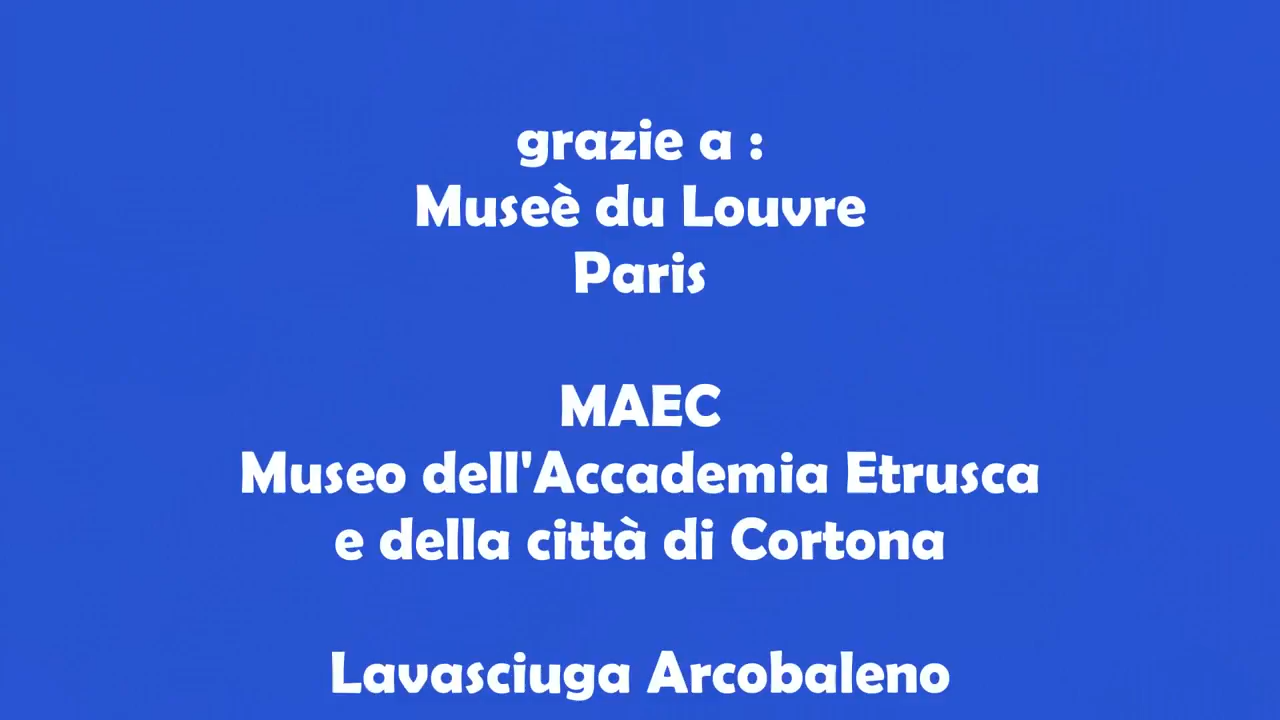 grazie a :
Museè du Louvre
Paris
MAEC
Museo dell'Accademia Etrusca
e della città di Cortona
Lavasciuga Arcobaleno